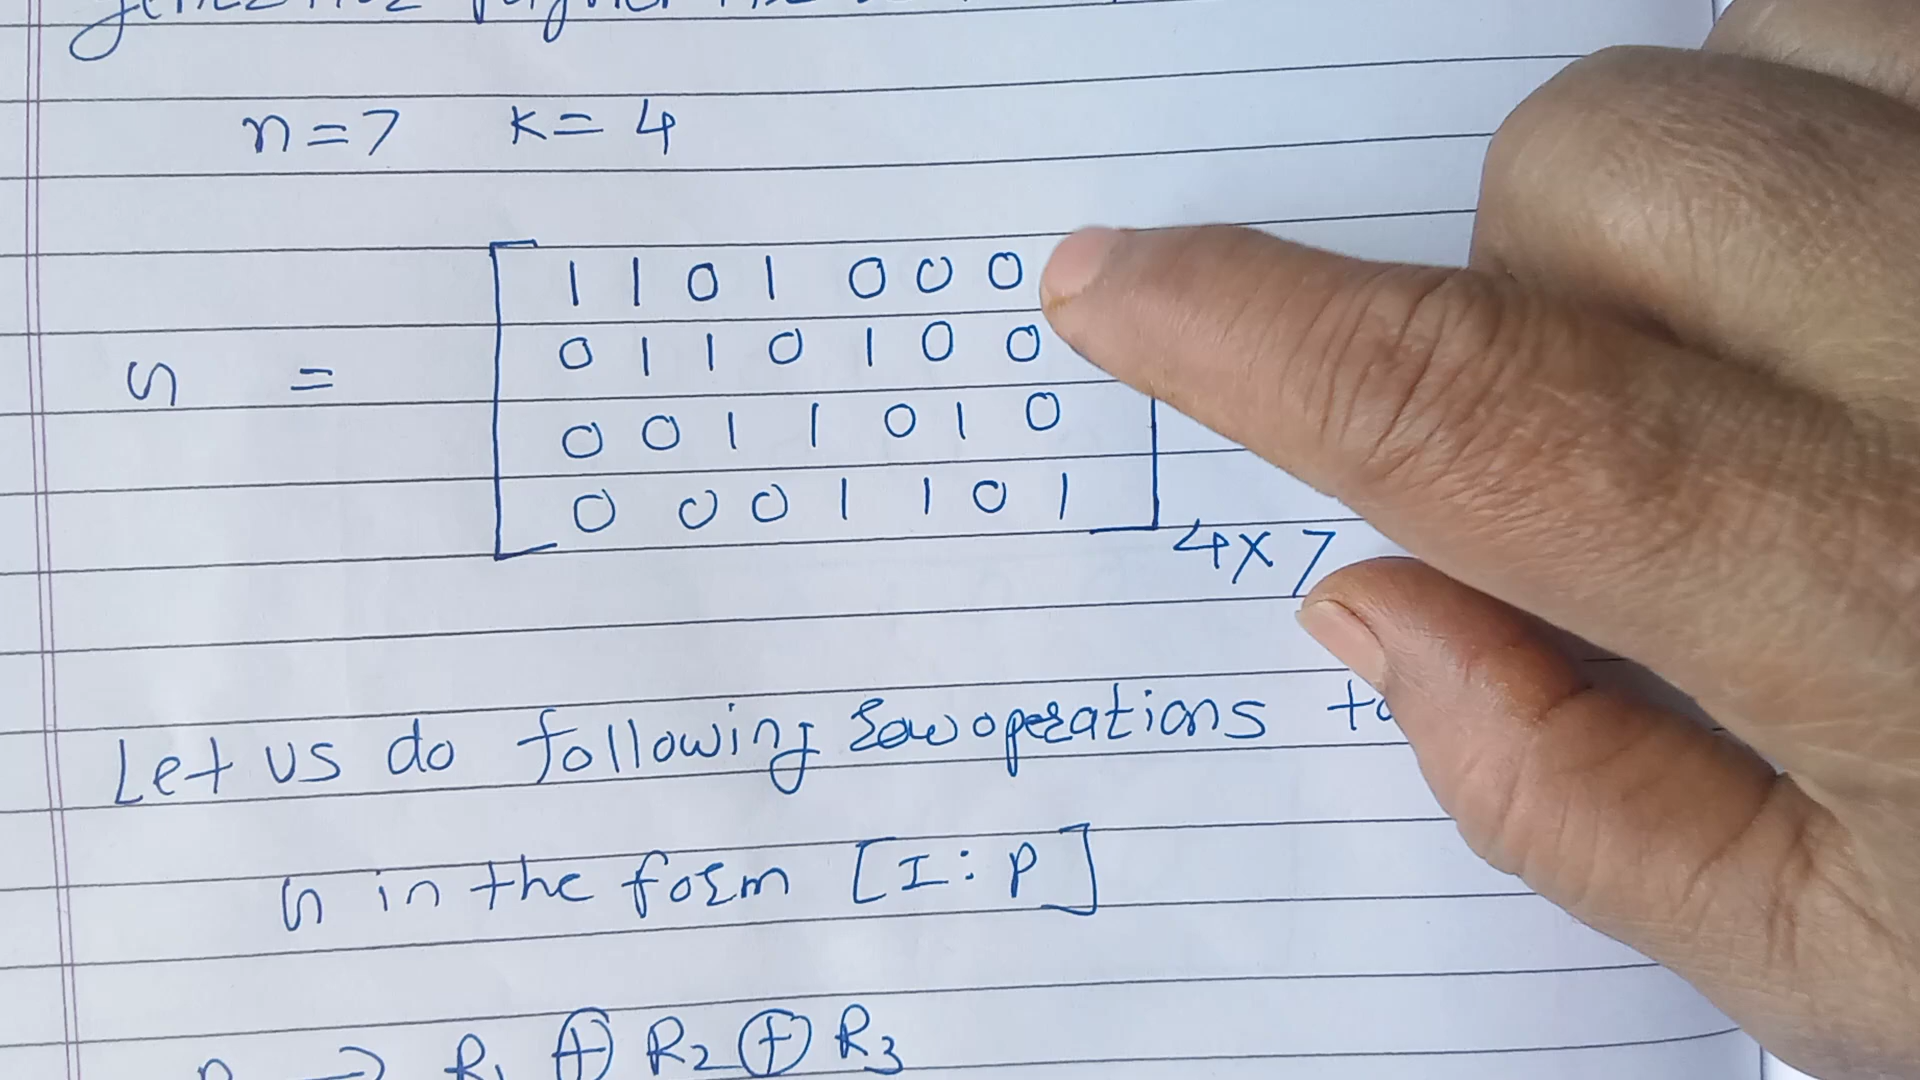 n=7 K=4
1 1 0 1 0 0 0
0 1 1 0 1 0 0
G = 0 0 1 1 0 1 0
0 0 0 1 1 0 1
4×7
Let us do following row operations to
G in the form [I:P]
→ R1 ⊕ R2 ⊕ R3